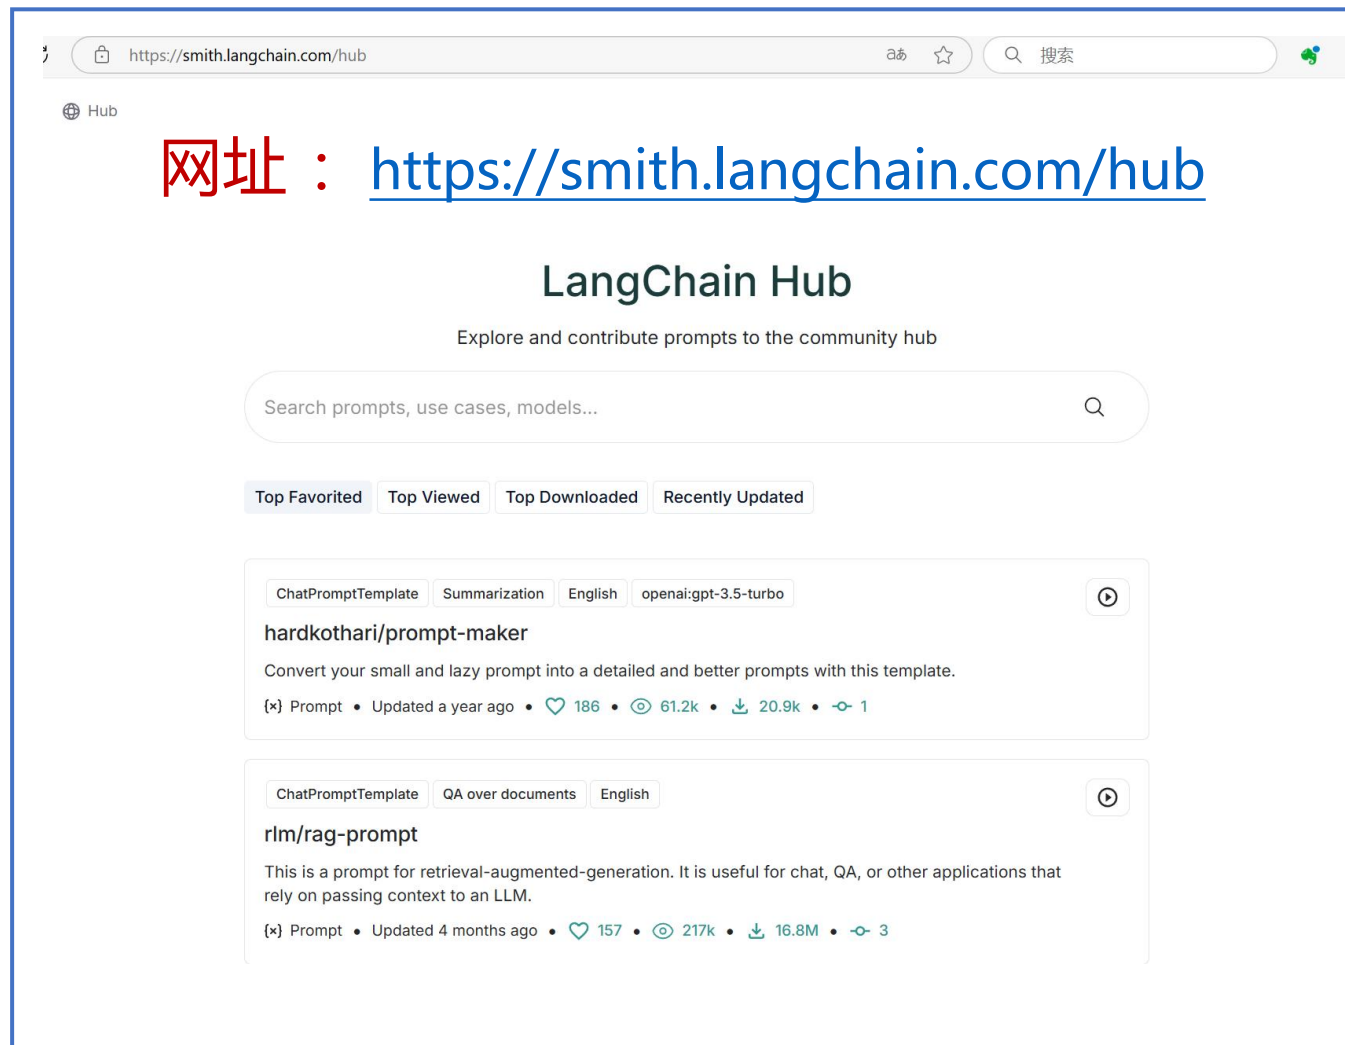 https://smith.langchain.com/hub
搜索
Hub
网址： https://smith.langchain.com/hub
LangChain Hub
Explore and contribute prompts to the community hub
Search prompts, use cases, models...
Top Favorited Top Viewed Top Downloaded Recently Updated
ChatPromptTemplate Summarization English openai:gpt-3.5-turbo
hardkothari/prompt-maker
Convert your small and lazy prompt into a detailed and better prompts with this template.
{×} Prompt • Updated a year ago • 186 • 61.2k • 20.9k • 1
ChatPromptTemplate QA over documents English
rlm/rag-prompt
This is a prompt for retrieval-augmented-generation. It is useful for chat, QA, or other applications that
rely on passing context to an LLM.
{×} Prompt • Updated 4 months ago • 157 • 217k • 16.8M • 3